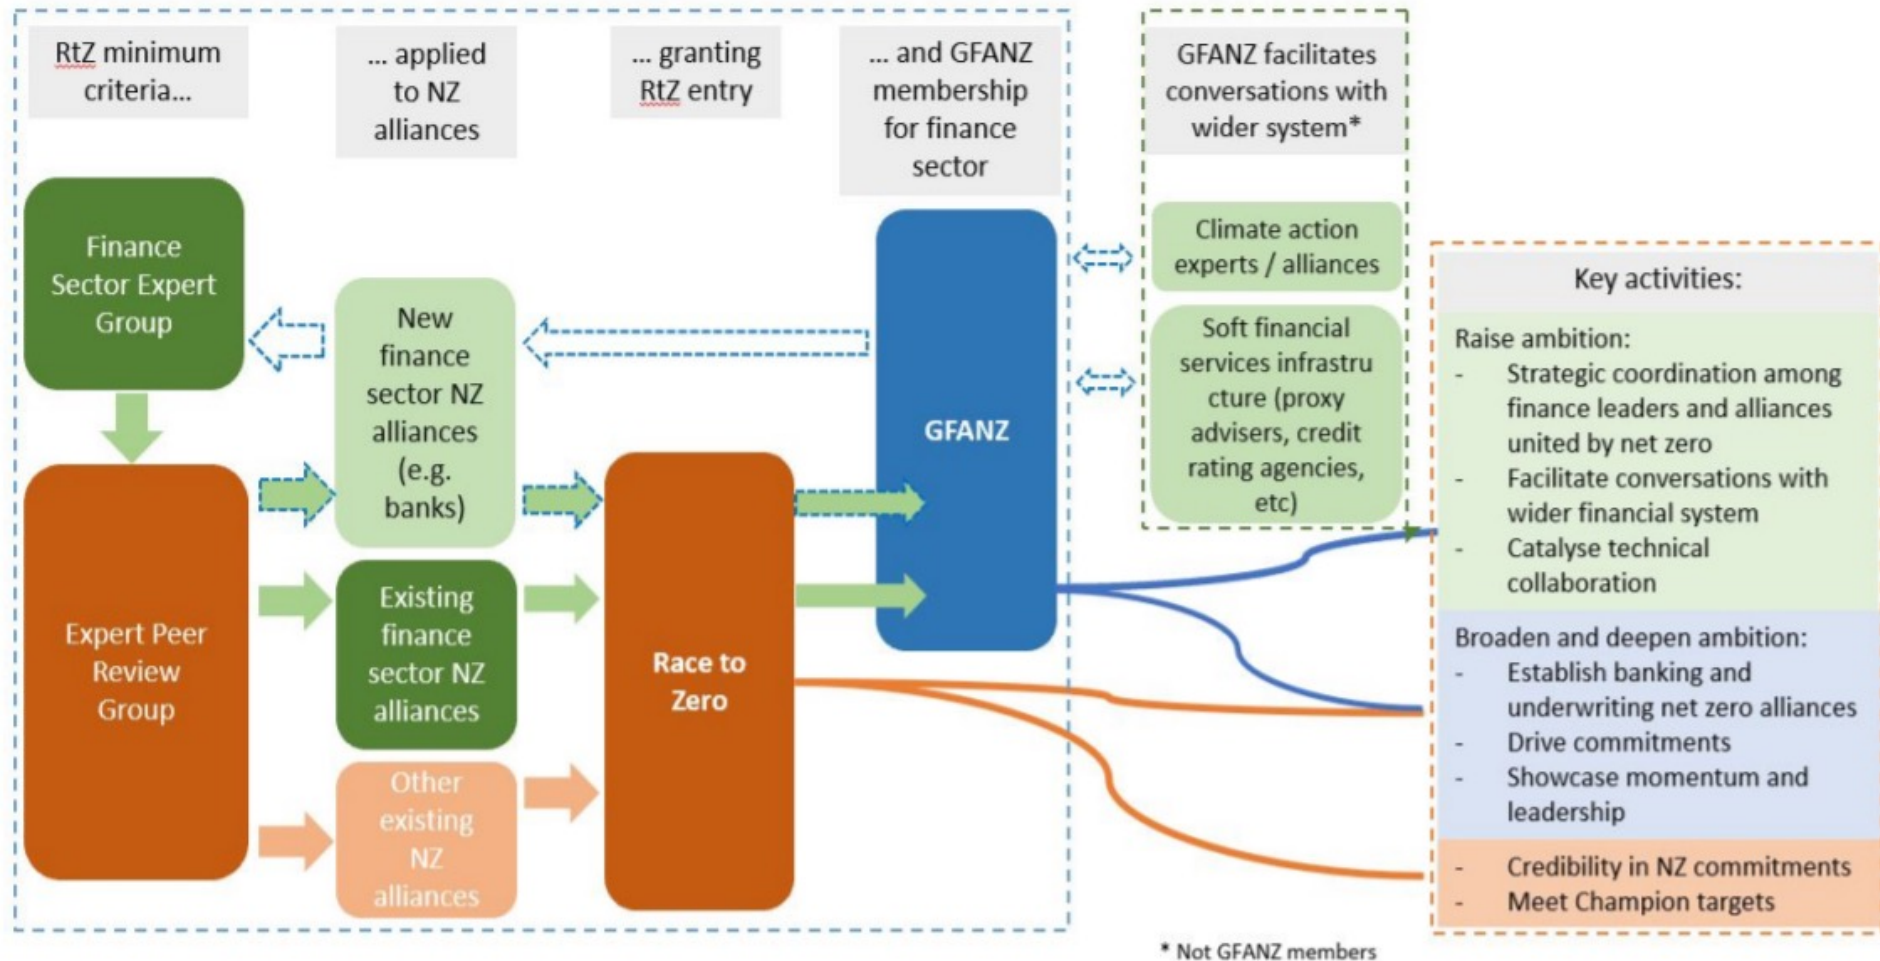 RtZ minimum
criteria...
... applied
to NZ
alliances
... granting
RtZ entry
... and GFANZ
membership
for finance
sector
GFANZ facilitates
conversations with
wider system*
Finance
Sector Expert
Group
Expert Peer
Review
Group
New
finance
sector NZ
alliances
(e.g.
banks)
Existing
finance
sector NZ
alliances
Other
existing
NZ
alliances
Race to
Zero
GFANZ
Climate action
experts / alliances
Soft financial
services infrastru
cture (proxy
advisers, credit
rating agencies,
etc)
Key activities:
Raise ambition:
- Strategic coordination among
finance leaders and alliances
united by net zero
- Facilitate conversations with
wider financial system
- Catalyse technical
collaboration
Broaden and deepen ambition:
- Establish banking and
underwriting net zero alliances
- Drive commitments
- Showcase momentum and
leadership
- Credibility in NZ commitments
- Meet Champion targets
* Not GFANZ members